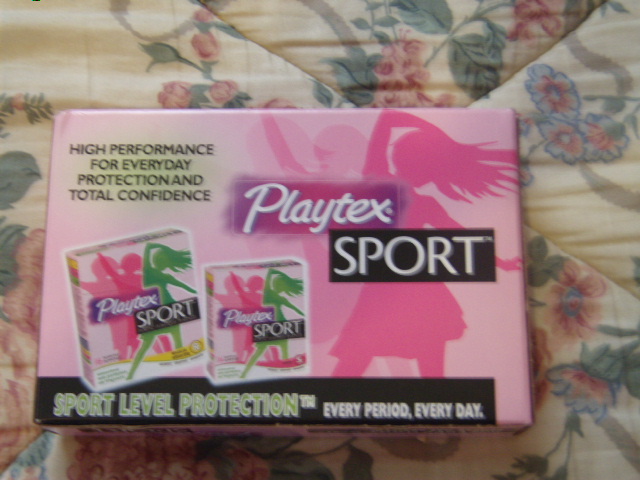 HIGH PERFORMANCE
FOR EVERYDAY
PROTECTION AND
TOTAL CONFIDENCE
Playtex
SPORT™
Playtex
SPORT
Playtex
SPORT
SPORT LEVEL PROTECTION™ EVERY PERIOD, EVERY DAY.